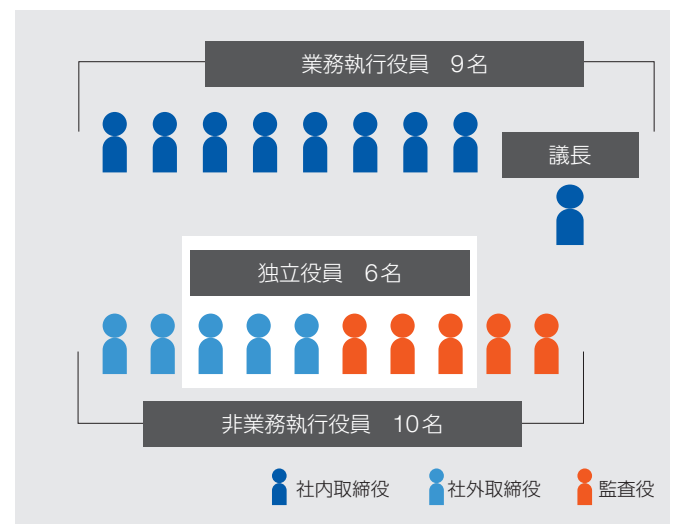 業務執行役員　9名
議長
独立役員　6名
非業務執行役員　10名
社内取締役
社外取締役
監査役